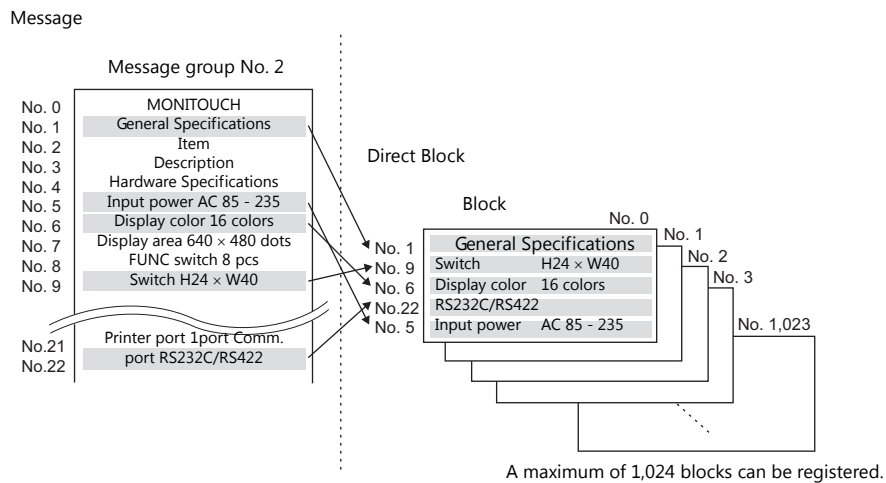 Message
Message group No. 2
No. 0 MONITOUCH
No. 1 General Specifications
No. 2 Item
No. 3 Description
No. 4 Hardware Specifications
No. 5 Input power AC 85 - 235
No. 6 Display color 16 colors
No. 7 Display area 640 × 480 dots
No. 8 FUNC switch 8 pcs
No. 9 Switch H24 × W40
No.21 Printer port 1port Comm.
No.22 port RS232C/RS422
Direct Block
Block
No. 0
No. 1
No. 2
No. 3
No. 1,023
No. 1 General Specifications
No. 9 Switch H24 × W40
No. 6 Display color 16 colors
No.22 RS232C/RS422
No. 5 Input power AC 85 - 235
A maximum of 1,024 blocks can be registered.